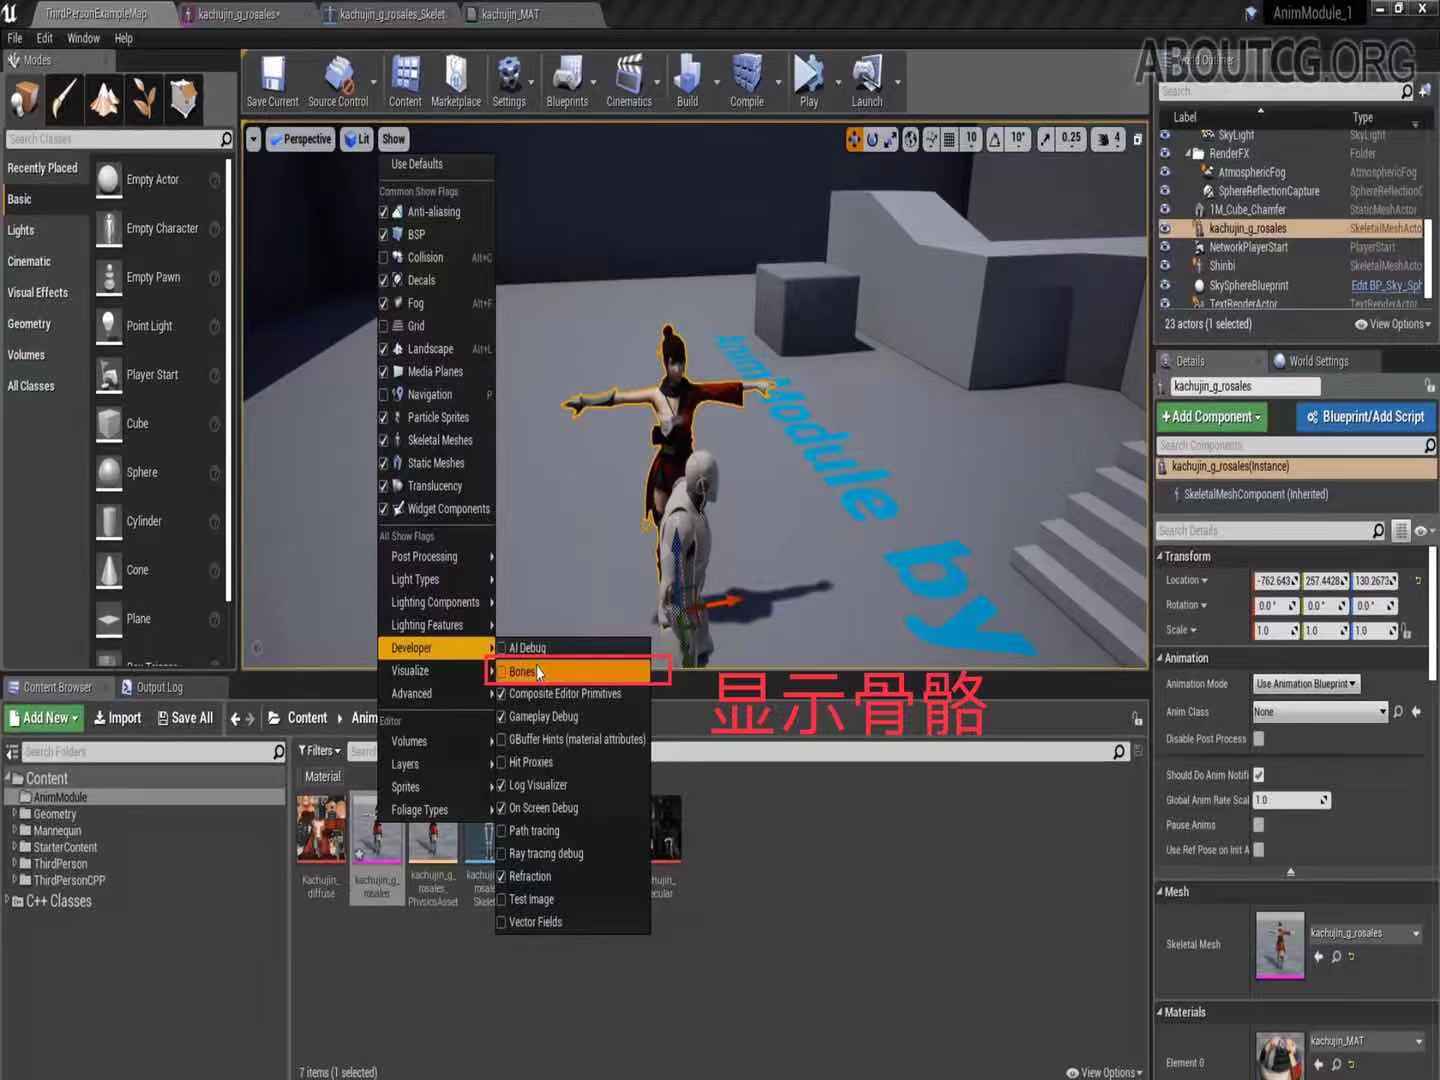 ThirdPersonExampleMap
kachujin_g_rosales*
kachujin_g_rosales_Skelet
kachujin_MAT
AnimModule_1
File Edit Window Help
ABOUTCG.ORG
Modes
Save Current
Source Control
Content
Marketplace
Settings
Blueprints
Cinematics
Build
Compile
Play
Launch
Search Classes
Recently Placed
Basic
Lights
Cinematic
Visual Effects
Geometry
Volumes
All Classes
Empty Actor
Empty Character
Empty Pawn
Point Light
Player Start
Cube
Sphere
Cylinder
Cone
Plane
Perspective
Lit
Show
10
10°
0.25
4
Use Defaults
Common Show Flags
Anti-aliasing
BSP
Collision Alt+C
Decals
Fog Alt+F
Grid
Landscape Alt+L
Media Planes
Navigation P
Particle Sprites
Skeletal Meshes
Static Meshes
Translucency
Widget Components
All Show Flags
Post Processing
Light Types
Lighting Components
Lighting Features
Developer
Visualize
Advanced
Editor
Volumes
Layers
Sprites
Foliage Types
AI Debug
Bones
Composite Editor Primitives
Gameplay Debug
GBuffer Hints (material attributes)
Hit Proxies
Log Visualizer
On Screen Debug
Path tracing
Ray tracing debug
Refraction
Test Image
Vector Fields
AnimModule by
显示骨骼
Search
Label Type
SkyLight SkyLight
RenderFX Folder
AtmosphericFog AtmosphericFog
SphereReflectionCapture SphereReflectionC
1M_Cube_Chamfer StaticMeshActor
kachujin_g_rosales SkeletalMeshActo
NetworkPlayerStart PlayerStart
Shinbi SkeletalMeshActo
SkySphereBlueprint Edit BP_Sky_Sph
TextRenderActor TextRenderActor
23 actors (1 selected) View Options
Details
World Settings
kachujin_g_rosales
+Add Component
Blueprint/Add Script
Search Components
kachujin_g_rosales(Instance)
SkeletalMeshComponent (Inherited)
Search Details
Transform
Location -762.643 257.4428 130.2673
Rotation 0.0° 0.0° 0.0°
Scale 1.0 1.0 1.0
Animation
Animation Mode Use Animation Blueprint
Anim Class None
Disable Post Process
Should Do Anim Notifi
Global Anim Rate Scal 1.0
Pause Anims
Use Ref Pose on Init A
Mesh
Skeletal Mesh kachujin_g_rosales
Materials
Element 0 kachujin_MAT
Content Browser
Output Log
Add New Import Save All Content Anim
Search Folders
Filters Searc
Content
AnimModule
Geometry
Mannequin
StarterContent
ThirdPerson
ThirdPersonCPP
C++ Classes
Material
Kachujin_
diffuse
kachujin_g_
rosales
kachujin_g_
rosales_
PhysicsAsset
kachuj
rosales
Skele
hujin_
ecular
7 items (1 selected)
View Options